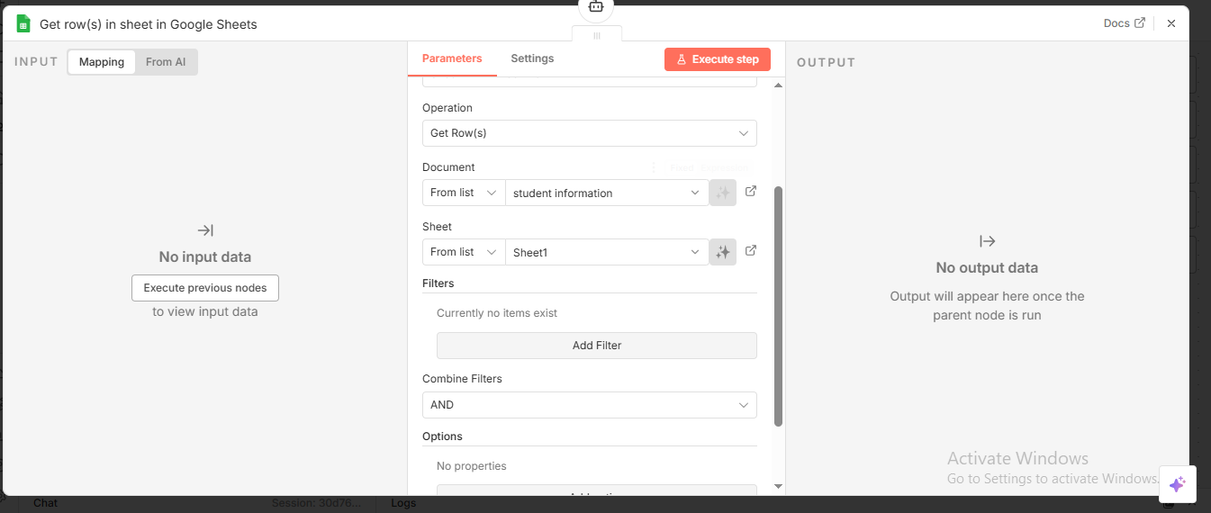 Get row(s) in sheet in Google Sheets
Docs
INPUT
Mapping
From AI
Parameters
Settings
Execute step
OUTPUT
Operation
Get Row(s)
Document
From list
student information
Sheet
From list
Sheet1
No input data
Execute previous nodes
to view input data
No output data
Output will appear here once the
parent node is run
Filters
Currently no items exist
Add Filter
Combine Filters
AND
Options
No properties
Activate Windows
Go to Settings to activate Windows.
Chat
Session: 30d76...
Logs